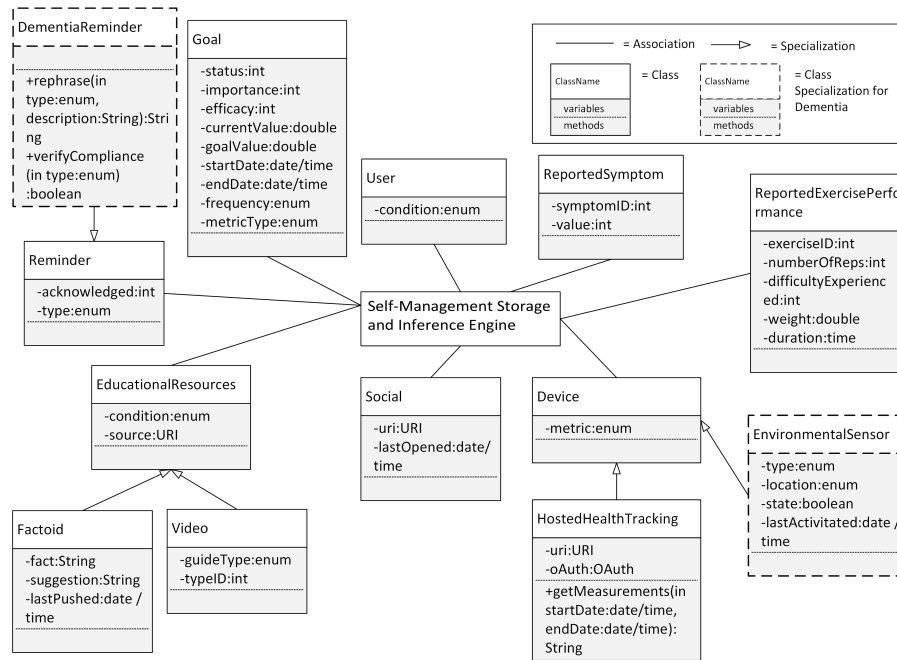 DementiaReminder
+rephrase(in
type:enum,
description:String):Stri
ng
+verifyCompliance
(in type:enum)
:boolean
Goal
-status:int
-importance:int
-efficacy:int
-currentValue:double
-goalValue:double
-startDate:date/time
-endDate:date/time
-frequency:enum
-metricType:enum
= Association
= Specialization
ClassName
variables
methods
= Class
ClassName
variables
methods
= Class
Specialization for
Dementia
User
-condition:enum
ReportedSymptom
-symptomID:int
-value:int
ReportedExercisePerfo
rmance
-exerciseID:int
-numberOfReps:int
-difficultyExperienc
ed:int
-weight:double
-duration:time
Reminder
-acknowledged:int
-type:enum
Self-Management Storage
and Inference Engine
EducationalResources
-condition:enum
-source:URI
Social
-uri:URI
-lastOpened:date/
time
Device
-metric:enum
EnvironmentalSensor
-type:enum
-location:enum
-state:boolean
-lastActivitated:date /
time
Factoid
-fact:String
-suggestion:String
-lastPushed:date /
time
Video
-guideType:enum
-typeID:int
HostedHealthTracking
-uri:URI
-oAuth:OAuth
+getMeasurements(in
startDate:date/time,
endDate:date/time):
String